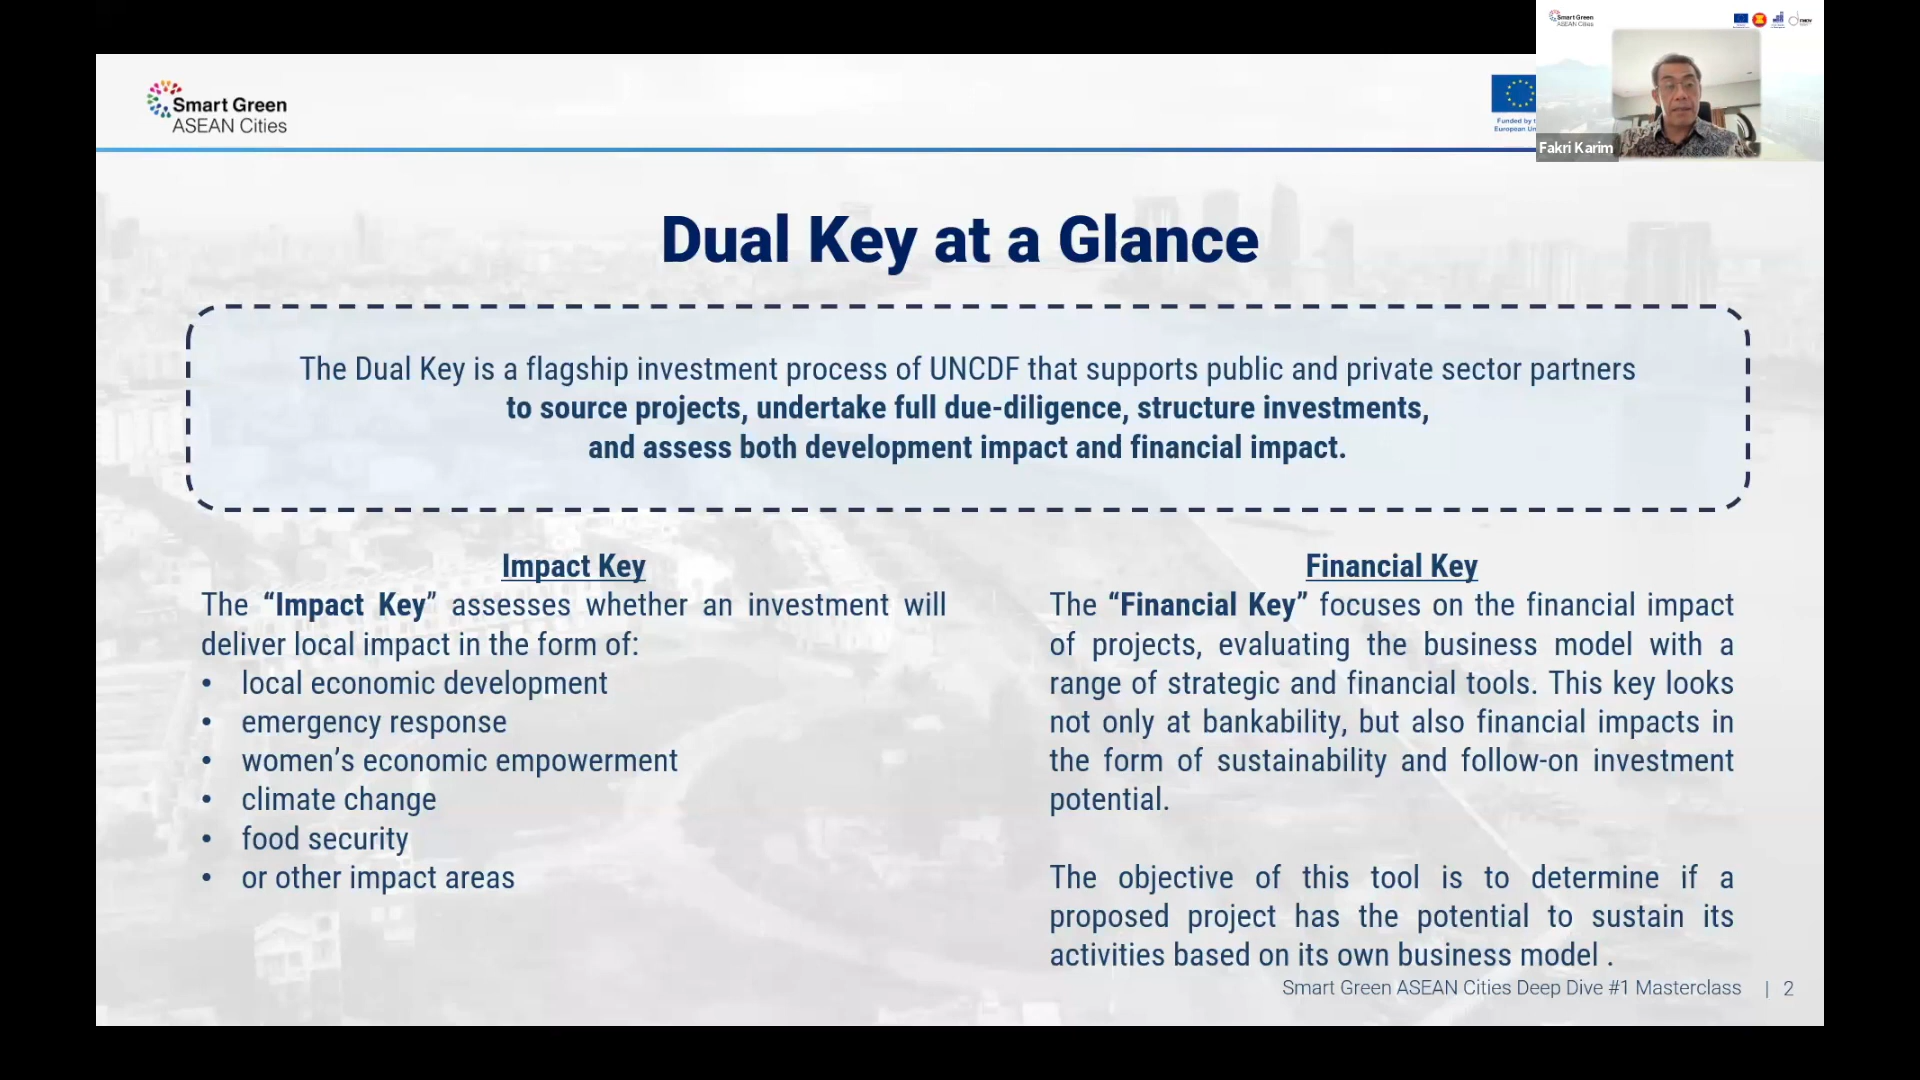 Smart Green
ASEAN Cities
Funded by t
European Un
Smart Green
ASEAN Cities
Fakri Karim
Dual Key at a Glance
The Dual Key is a flagship investment process of UNCDF that supports public and private sector partners
to source projects, undertake full due-diligence, structure investments,
and assess both development impact and financial impact.
Impact Key
The “Impact Key” assesses whether an investment will
deliver local impact in the form of:
• local economic development
• emergency response
• women’s economic empowerment
• climate change
• food security
• or other impact areas
Financial Key
The “Financial Key” focuses on the financial impact
of projects, evaluating the business model with a
range of strategic and financial tools. This key looks
not only at bankability, but also financial impacts in
the form of sustainability and follow-on investment
potential.
The objective of this tool is to determine if a
proposed project has the potential to sustain its
activities based on its own business model .
Smart Green ASEAN Cities Deep Dive #1 Masterclass | 2